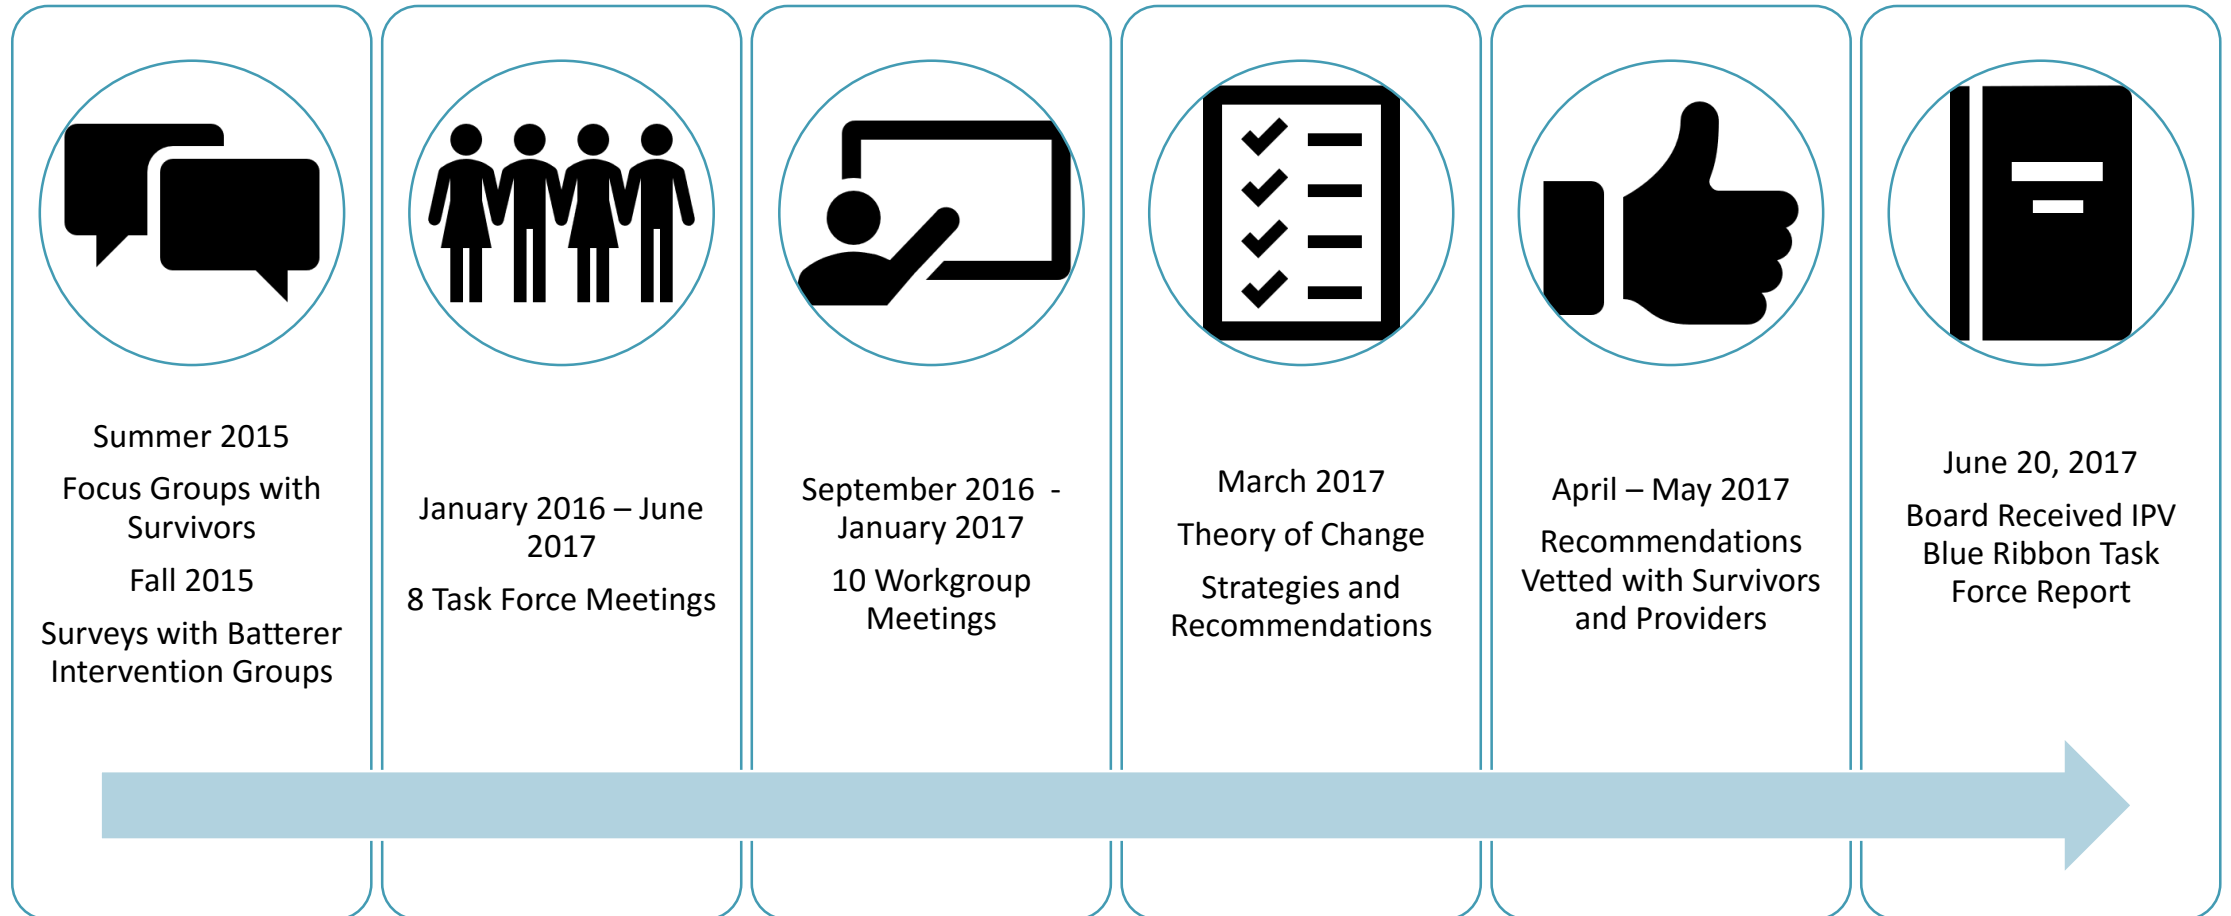 Summer 2015
Focus Groups with
Survivors
Fall 2015
Surveys with Batterer
Intervention Groups
January 2016 – June
2017
8 Task Force Meetings
September 2016  -
January 2017
10 Workgroup
Meetings
March 2017
Theory of Change
Strategies and
Recommendations
April – May 2017
Recommendations
Vetted with Survivors
and Providers
June 20, 2017
Board Received IPV
Blue Ribbon Task
Force Report